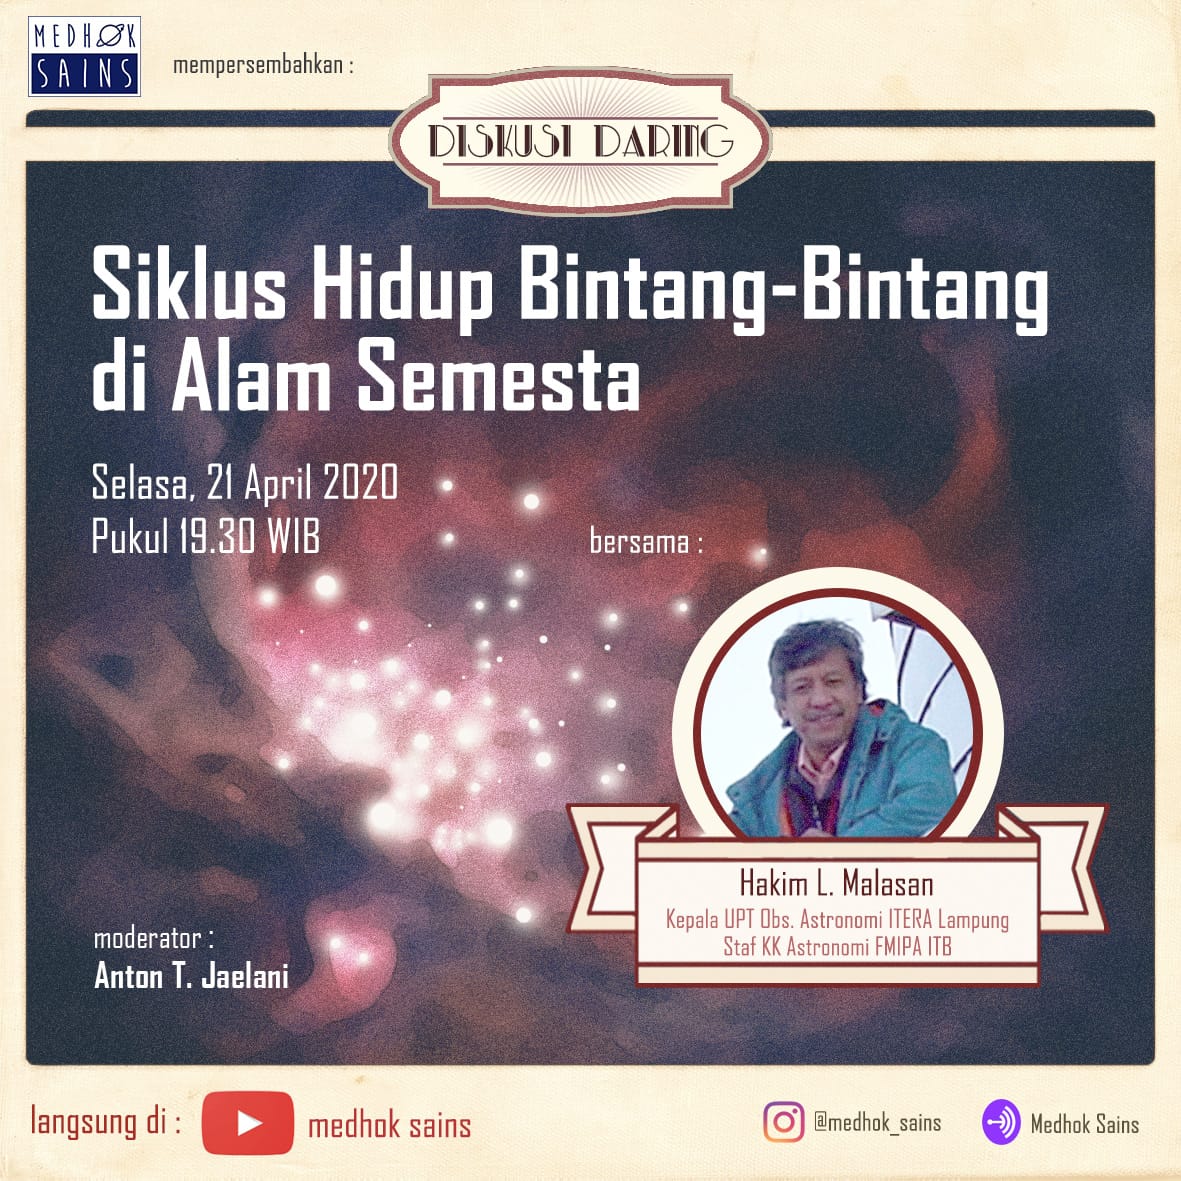 MEDHOK
SAINS
mempersembahkan :
DISKUSI DARING
Siklus Hidup Bintang-Bintang
di Alam Semesta
Selasa, 21 April 2020
Pukul 19.30 WIB
bersama :
Hakim L. Malasan
Kepala UPT Obs. Astronomi ITERA Lampung
Staf KK Astronomi FMIPA ITB
moderator :
Anton T. Jaelani
langsung di :
medhok sains
@medhok_sains
Medhok Sains